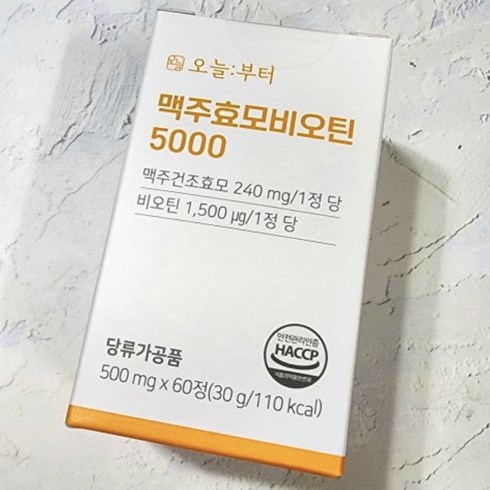 오늘:부터
맥주효모비오틴
5000
맥주건조효모 240 mg/1정 당
비오틴 1,500 µg/1정 당
안전관리인증
HACCP
당류가공품
500 mg x 60정(30 g/110 kcal)